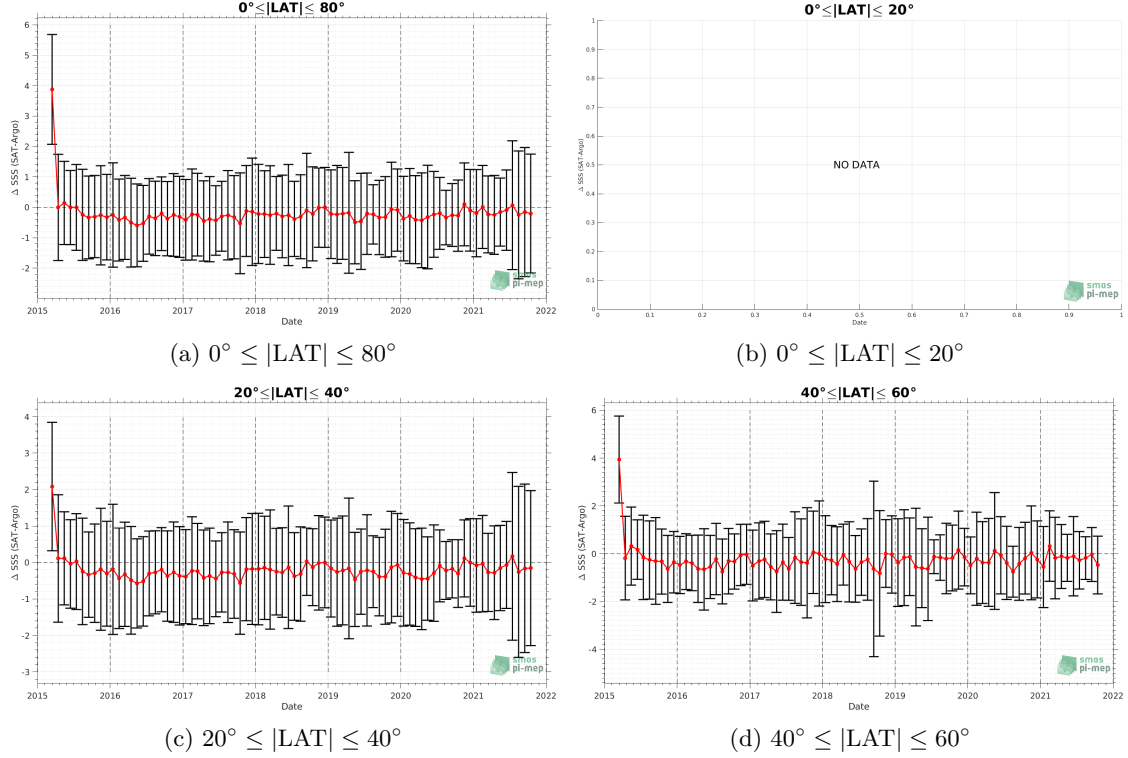 0°≤|LAT|≤ 80°
6
5
4
3
2
1
0
-1
-2
Δ SSS (SAT-Argo)
2015 2016 2017 2018 2019 2020 2021 2022
Date
smos
pi-mep
(a) 0° ≤ |LAT| ≤ 80°
0°≤|LAT|≤ 20°
1
0.9
0.8
0.7
0.6
0.5
0.4
0.3
0.2
0.1
0
Δ SSS (SAT-Argo)
NO DATA
0 0.1 0.2 0.3 0.4 0.5 0.6 0.7 0.8 0.9 1
Date
smos
pi-mep
(b) 0° ≤ |LAT| ≤ 20°
20°≤|LAT|≤ 40°
4
3
2
1
0
-1
-2
-3
Δ SSS (SAT-Argo)
2015 2016 2017 2018 2019 2020 2021 2022
Date
smos
pi-mep
(c) 20° ≤ |LAT| ≤ 40°
40°≤|LAT|≤ 60°
6
4
2
0
-2
-4
Δ SSS (SAT-Argo)
2015 2016 2017 2018 2019 2020 2021 2022
Date
smos
pi-mep
(d) 40° ≤ |LAT| ≤ 60°